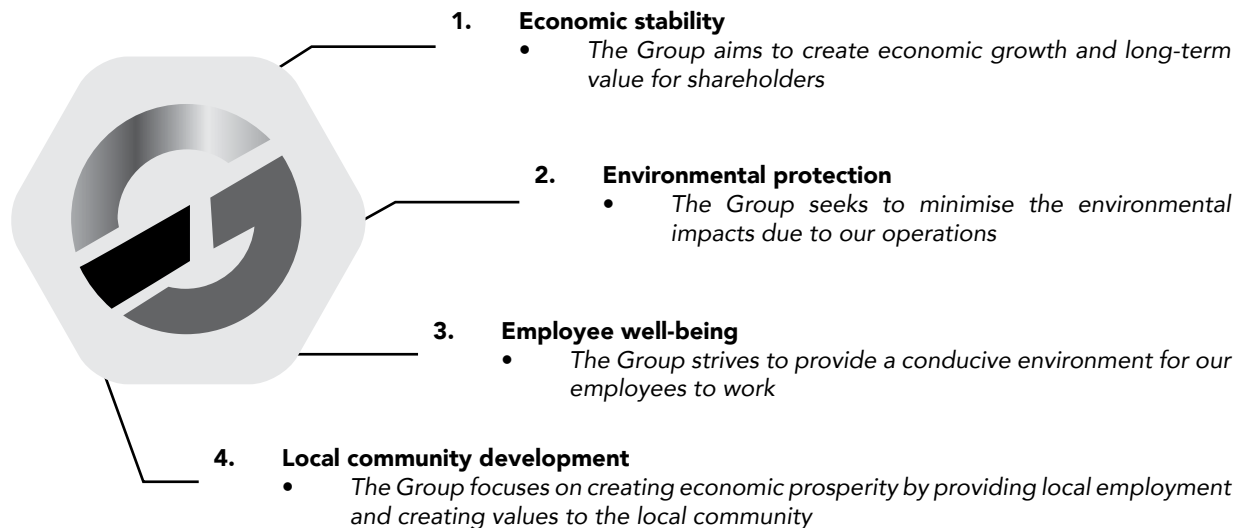 1. Economic stability
• The Group aims to create economic growth and long-term
value for shareholders
2. Environmental protection
• The Group seeks to minimise the environmental
impacts due to our operations
3. Employee well-being
• The Group strives to provide a conducive environment for our
employees to work
4. Local community development
• The Group focuses on creating economic prosperity by providing local employment
and creating values to the local community